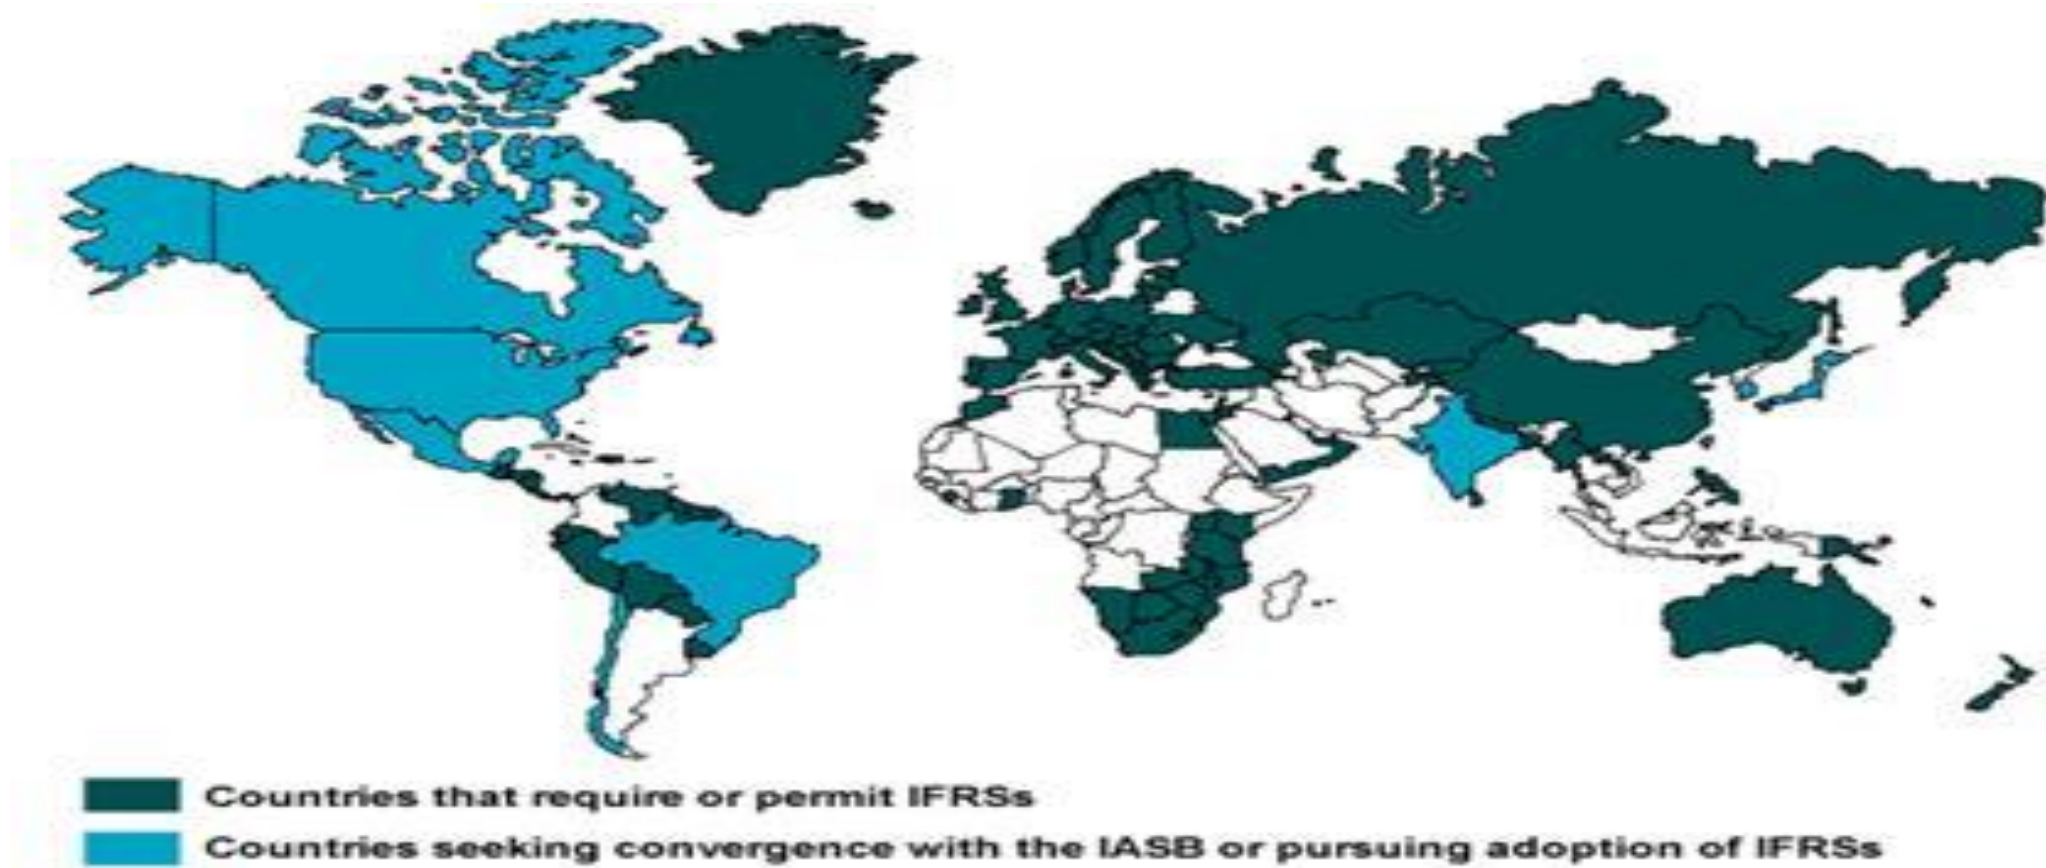 Countries that require or permit IFRSs
Countries seeking convergence with the IASB or pursuing adoption of IFRSs